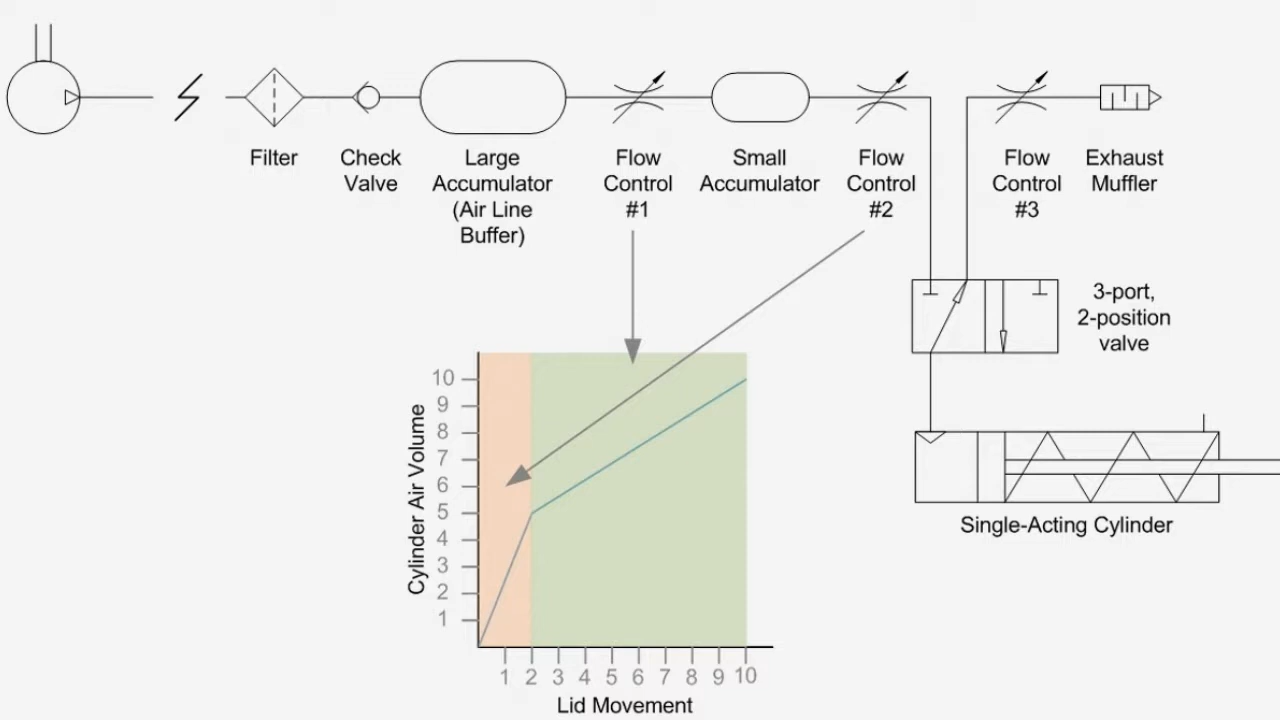 Filter
Check
Valve
Large
Accumulator
(Air Line
Buffer)
Flow
Control
#1
Small
Accumulator
Flow
Control
#2
Flow
Control
#3
Exhaust
Muffler
3-port,
2-position
valve
Single-Acting Cylinder
Cylinder Air Volume
10
9
8
7
6
5
4
3
2
1
1 2 3 4 5 6 7 8 9 10
Lid Movement